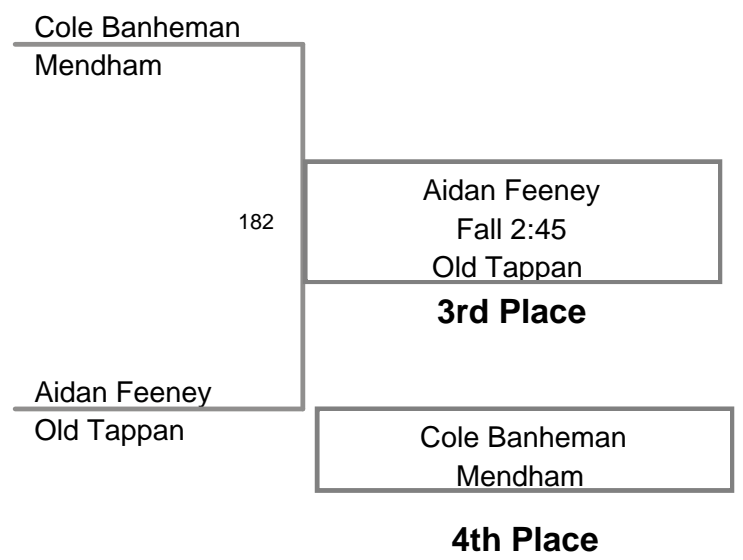 Cole Banheman
Mendham
182
Aidan Feeney
Fall 2:45
Old Tappan
3rd Place
Aidan Feeney
Old Tappan
Cole Banheman
Mendham
4th Place